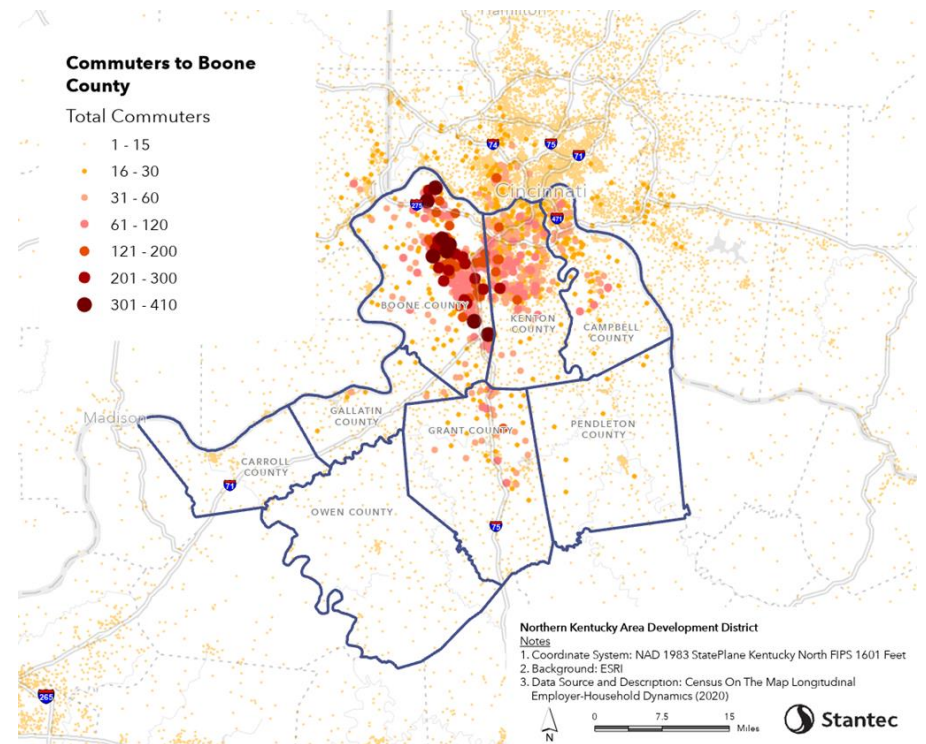 Hamilton
Commuters to Boone
County
Total Commuters
1 - 15
16 - 30
31 - 60
61 - 120
121 - 200
201 - 300
301 - 410
74
75
71
Cincinnati
275
471
BOONE COUNTY
KENTON
COUNTY
CAMPBELL
COUNTY
Madison
GALLATIN
COUNTY
GRANT COUNTY
PENDLETON
COUNTY
CARROLL
COUNTY
71
OWEN COUNTY
75
265
Northern Kentucky Area Development District
Notes
1. Coordinate System: NAD 1983 StatePlane Kentucky North FIPS 1601 Feet
2. Background: ESRI
3. Data Source and Description: Census On The Map Longitudinal
Employer-Household Dynamics (2020)
N
0 7.5 15
Miles
Stantec